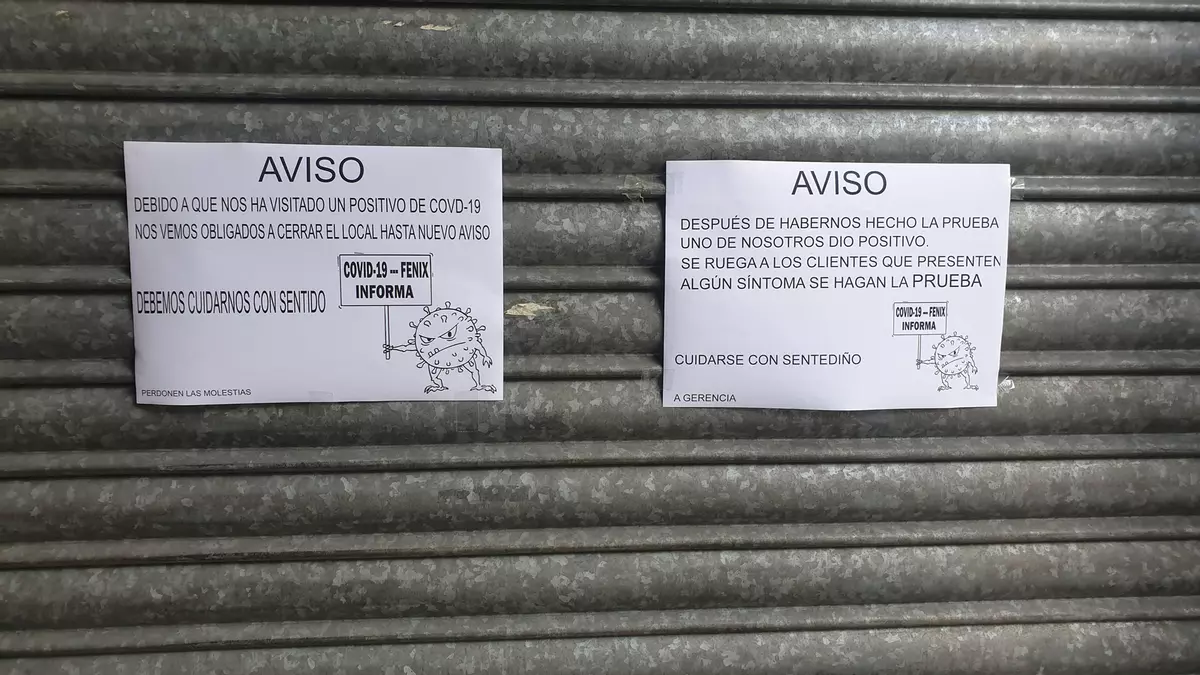 AVISO
DEBIDO A QUE NOS HA VISITADO UN POSITIVO DE COVD-19
NOS VEMOS OBLIGADOS A CERRAR EL LOCAL HASTA NUEVO AVISO
COVID-19 -- FENIX
INFORMA
DEBEMOS CUIDARNOS CON SENTIDO
PERDONEN LAS MOLESTIAS
AVISO
DESPUÉS DE HABERNOS HECHO LA PRUEBA
UNO DE NOSOTROS DIO POSITIVO.
SE RUEGA A LOS CLIENTES QUE PRESENTEN
ALGÚN SÍNTOMA SE HAGAN LA PRUEBA
COVID-19 -- FENIX
INFORMA
CUIDARSE CON SENTEDIÑO
A GERENCIA